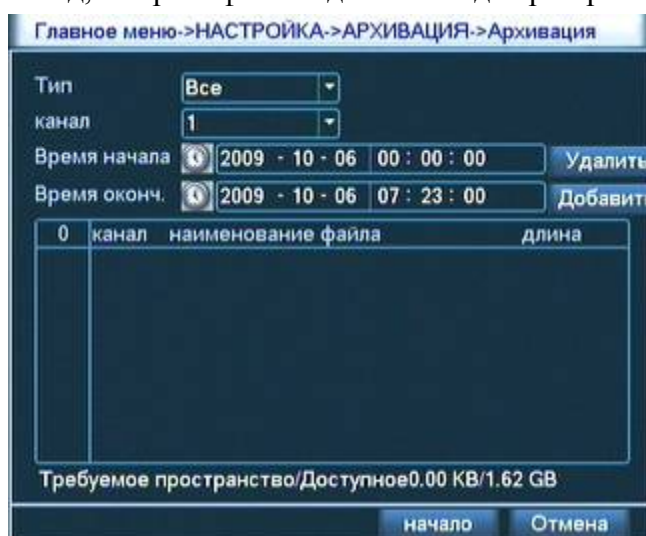 Главное меню->НАСТРОЙКА->АРХИВАЦИЯ->Архивация
Тип Все
канал 1
Время начала 2009 - 10 - 06 00 : 00 : 00 Удалить
Время оконч. 2009 - 10 - 06 07 : 23 : 00 Добавит
0 канал наименование файла длина
Требуемое пространство/Доступное0.00 KB/1.62 GB
начало Отмена